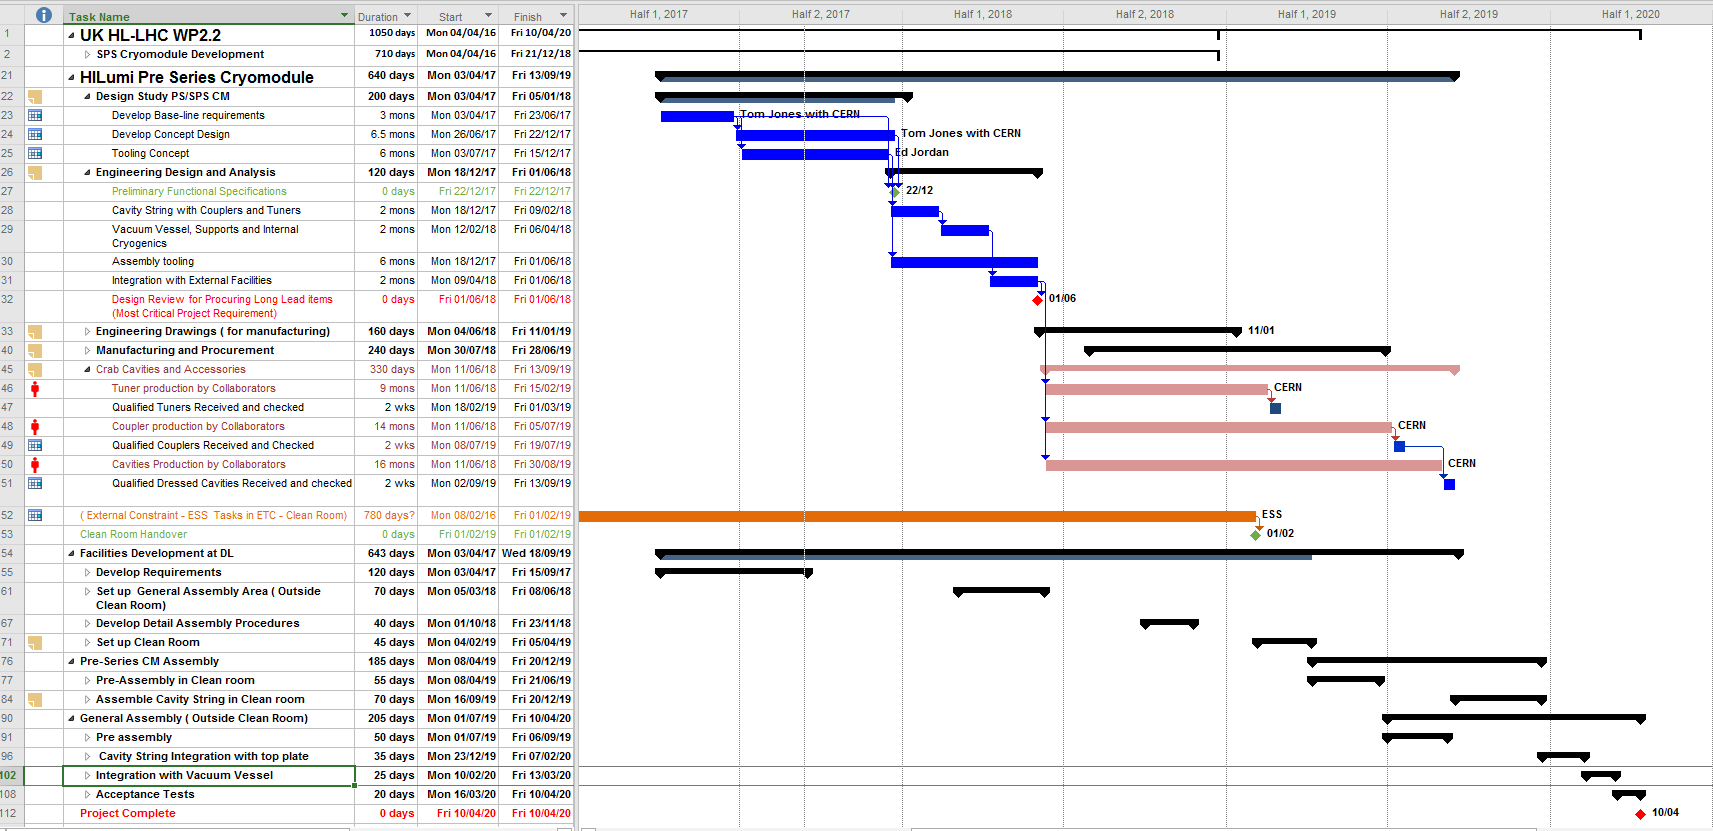 Task Name Duration Start Finish Half 1, 2017 Half 2, 2017 Half 1, 2018 Half 2, 2018 Half 1, 2019 Half 2, 2019 Half 1, 2020
1 UK HL-LHC WP2.2 1050 days Mon 04/04/16 Fri 10/04/20
2 SPS Cryomodule Development 710 days Mon 04/04/16 Fri 21/12/18
21 HILumi Pre Series Cryomodule 640 days Mon 03/04/17 Fri 13/09/19
22 Design Study PS/SPS CM 200 days Mon 03/04/17 Fri 05/01/18
23 Develop Base-line requirements 3 mons Mon 03/04/17 Fri 23/06/17 Tom Jones with CERN
24 Develop Concept Design 6.5 mons Mon 26/06/17 Fri 22/12/17 Tom Jones with CERN
25 Tooling Concept 6 mons Mon 03/07/17 Fri 15/12/17 Ed Jordan
26 Engineering Design and Analysis 120 days Mon 18/12/17 Fri 01/06/18
27 Preliminary Functional Specifications 0 days Fri 22/12/17 Fri 22/12/17 22/12
28 Cavity String with Couplers and Tuners 2 mons Mon 18/12/17 Fri 09/02/18
29 Vacuum Vessel, Supports and Internal 2 mons Mon 12/02/18 Fri 06/04/18
Cryogenics
30 Assembly tooling 6 mons Mon 18/12/17 Fri 01/06/18
31 Integration with External Facilities 2 mons Mon 09/04/18 Fri 01/06/18
32 Design Review for Procuring Long Lead items 0 days Fri 01/06/18 Fri 01/06/18 01/06
(Most Critical Project Requirement)
33 Engineering Drawings ( for manufacturing) 160 days Mon 04/06/18 Fri 11/01/19 11/01
40 Manufacturing and Procurement 240 days Mon 30/07/18 Fri 28/06/19
45 Crab Cavities and Accessories 330 days Mon 11/06/18 Fri 13/09/19
46 Tuner production by Collaborators 9 mons Mon 11/06/18 Fri 15/02/19 CERN
47 Qualified Tuners Received and checked 2 wks Mon 18/02/19 Fri 01/03/19
48 Coupler production by Collaborators 14 mons Mon 11/06/18 Fri 05/07/19 CERN
49 Qualified Couplers Received and Checked 2 wks Mon 08/07/19 Fri 19/07/19
50 Cavities Production by Collaborators 16 mons Mon 11/06/18 Fri 30/08/19 CERN
51 Qualified Dressed Cavities Received and checked 2 wks Mon 02/09/19 Fri 13/09/19
52 ( External Constraint - ESS Tasks in ETC - Clean Room) 780 days? Mon 08/02/16 Fri 01/02/19 ESS
53 Clean Room Handover 0 days Fri 01/02/19 Fri 01/02/19 01/02
54 Facilities Development at DL 643 days Mon 03/04/17 Wed 18/09/19
55 Develop Requirements 120 days Mon 03/04/17 Fri 15/09/17
61 Set up General Assembly Area ( Outside 70 days Mon 05/03/18 Fri 08/06/18
Clean Room)
67 Develop Detail Assembly Procedures 40 days Mon 01/10/18 Fri 23/11/18
71 Set up Clean Room 45 days Mon 04/02/19 Fri 05/04/19
76 Pre-Series CM Assembly 185 days Mon 08/04/19 Fri 20/12/19
77 Pre-Assembly in Clean room 55 days Mon 08/04/19 Fri 21/06/19
84 Assemble Cavity String in Clean room 70 days Mon 16/09/19 Fri 20/12/19
90 General Assembly ( Outside Clean Room) 205 days Mon 01/07/19 Fri 10/04/20
91 Pre assembly 50 days Mon 01/07/19 Fri 06/09/19
96 Cavity String Integration with top plate 35 days Mon 23/12/19 Fri 07/02/20
102 Integration with Vacuum Vessel 25 days Mon 10/02/20 Fri 13/03/20
108 Acceptance Tests 20 days Mon 16/03/20 Fri 10/04/20
112 Project Complete 0 days Fri 10/04/20 Fri 10/04/20 10/04